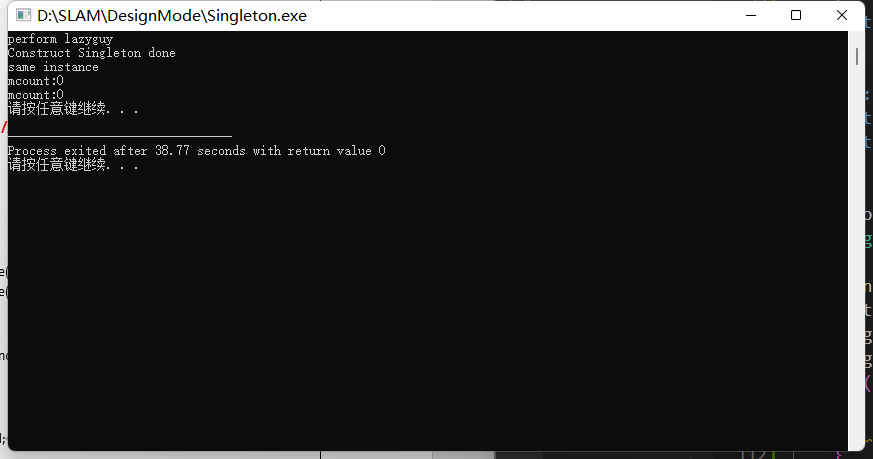 D:\SLAM\DesignMode\Singleton.exe
perform lazyguy
Construct Singleton done
same instance
mcount:0
mcount:0
请按任意键继续. . .
--------------------------------
Process exited after 38.77 seconds with return value 0
请按任意键继续. . .